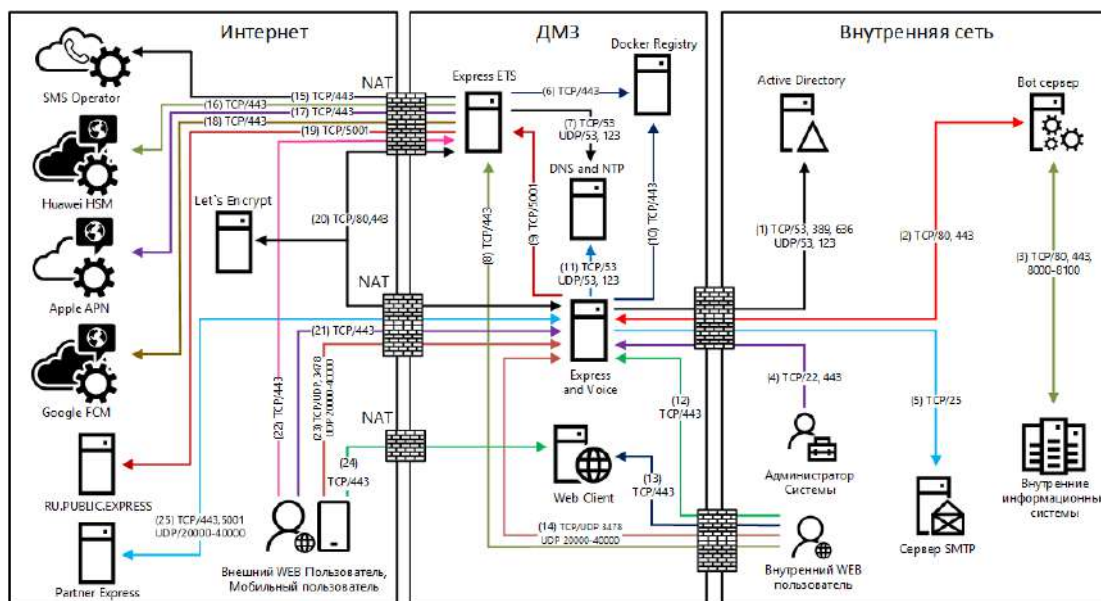 Интернет
ДМЗ
Внутренняя сеть
SMS Operator
Huawei HSM
Apple APN
Google FCM
RU.PUBLIC.EXPRESS
Partner Express
Let`s Encrypt
Внешний WEB Пользователь,
Мобильный пользователь
NAT
NAT
NAT
(15) TCP/443
(16) TCP/443
(17) TCP/443
(18) TCP/443
(19) TCP/5001
(20) TCP/80,443
(21) TCP/443
(22) TCP/443
(23) TCP/UDP, 3478
UDP 20000-40000
(24)
TCP/443
(25) TCP/443,5001
UDP/20000-40000
Express ETS
Docker Registry
(6) TCP/443
(7) TCP/53
UDP/53, 123
DNS and NTP
(8) TCP/443
(9) TCP/5001
(10) TCP/443
(11) TCP/53
UDP/53, 123
Express
and Voice
(12)
TCP/443
Web Client
(13)
TCP/443
(14) TCP/UDP 3478
UDP 20000-40000
Active Directory
Bot сервер
(1) TCP/53, 389, 636
UDP/53, 123
(2) TCP/80, 443
(3) TCP/80, 443,
8000-8100
(4) TCP/22, 443
(5) TCP/25
Администратор
Системы
Внутренний WEB
пользователь
Сервер SMTP
Внутренние
информационные
системы